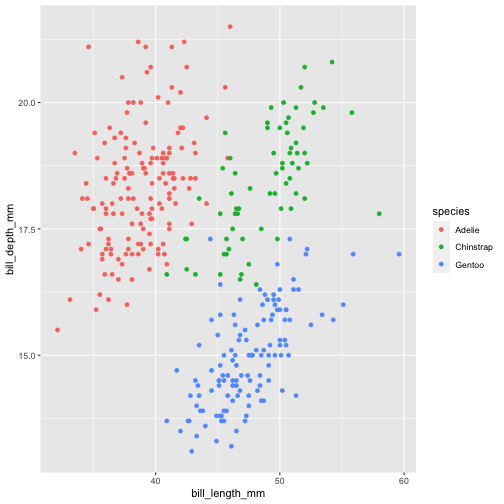 bill_depth_mm
20.0
17.5
15.0
40
50
60
bill_length_mm
species
Adelie
Chinstrap
Gentoo